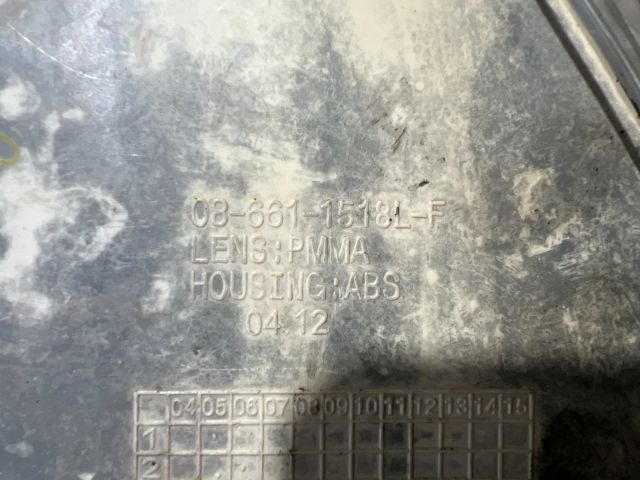 08-661-1518L-F
LENS:PMMA
HOUSING:ABS
04.12
04 05 06 07 08 09 10 11 12 13 14 15
1
2